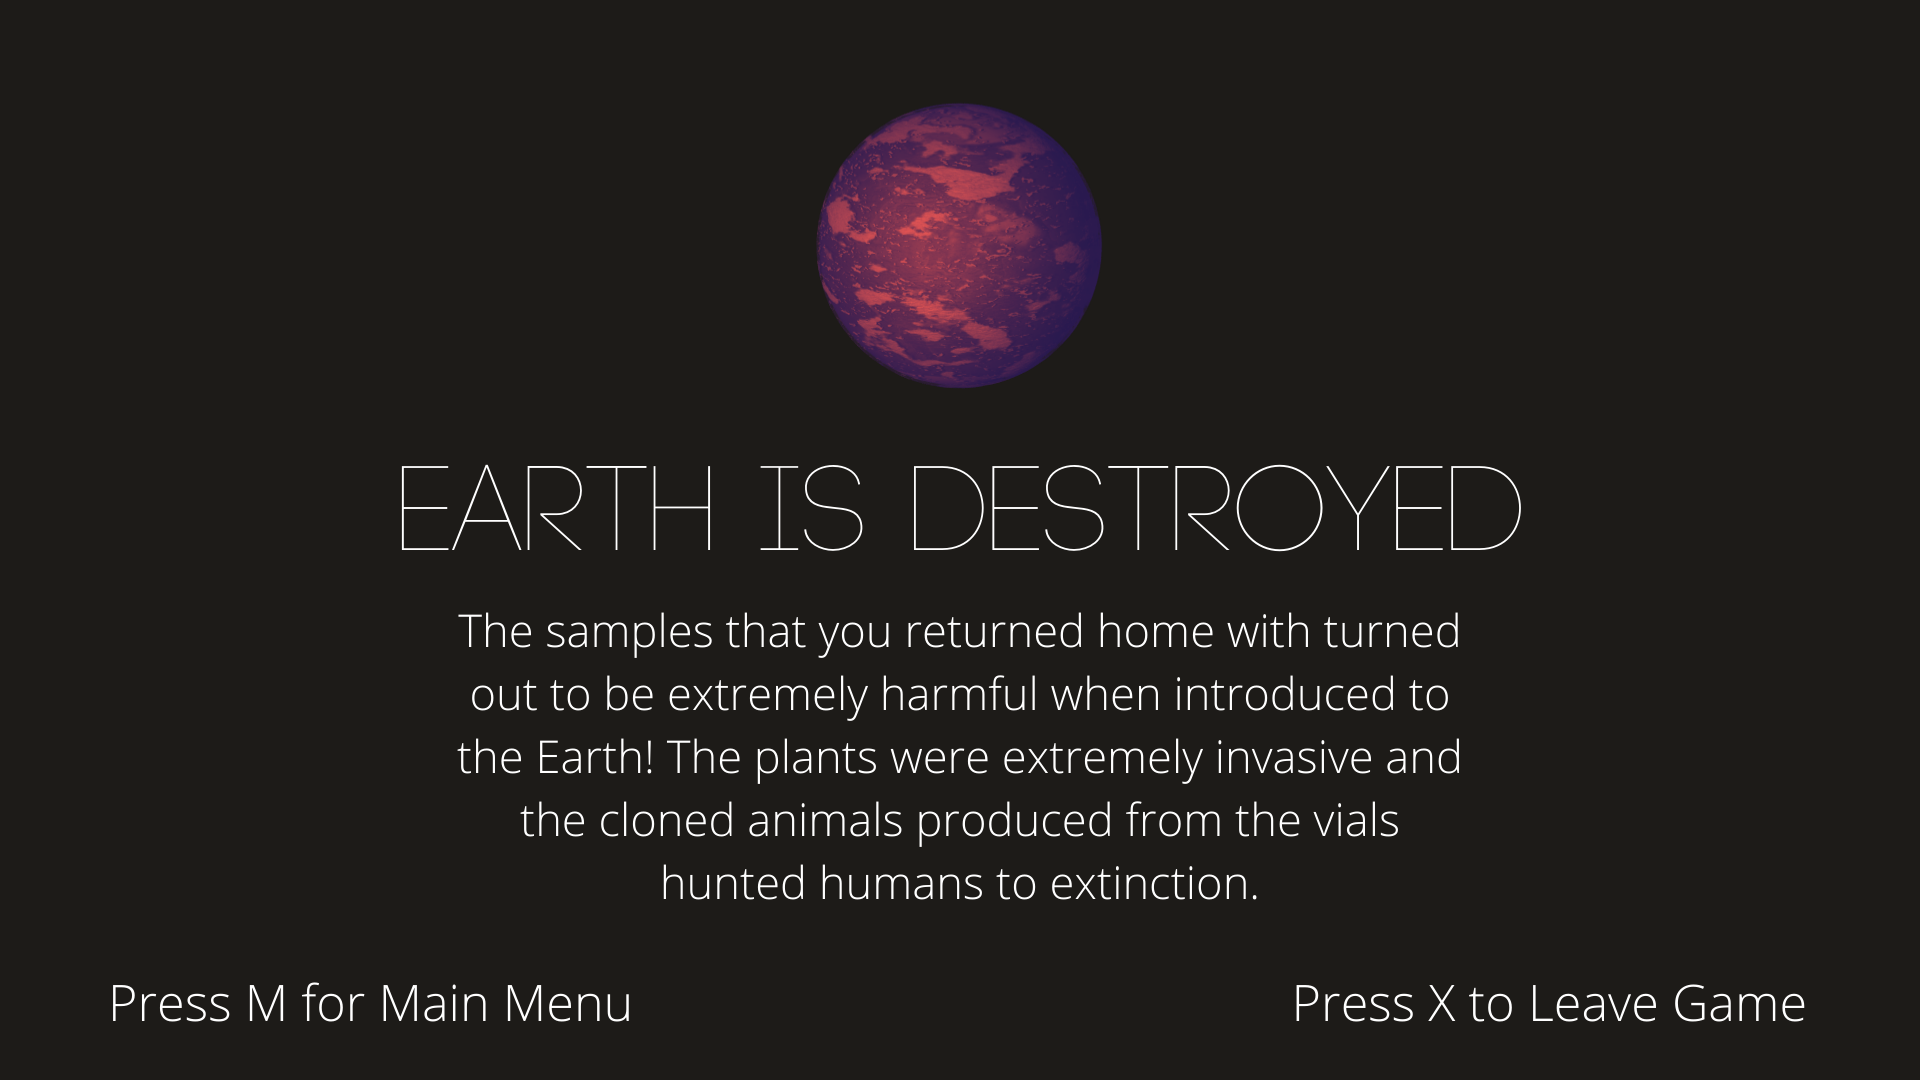 EARTH IS DESTROYED
The samples that you returned home with turned
out to be extremely harmful when introduced to
the Earth! The plants were extremely invasive and
the cloned animals produced from the vials
hunted humans to extinction.
Press M for Main Menu
Press X to Leave Game